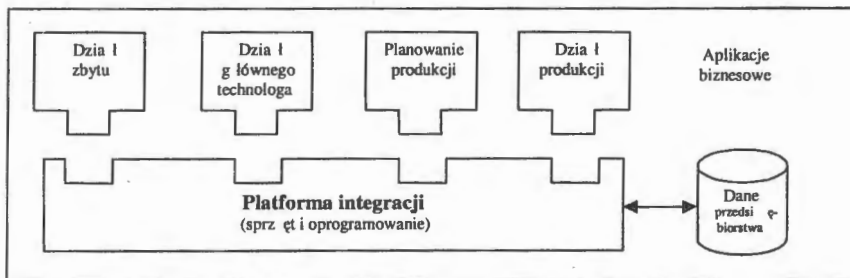 Dzia ł
zbytu
Dzia ł
g łównego
technologa
Planowanie
produkcji
Dzia ł
produkcji
Aplikacje
biznesowe
Platforma integracji
(sprz ęt i oprogramowanie)
Dane
przedsi ę-
biorstwa